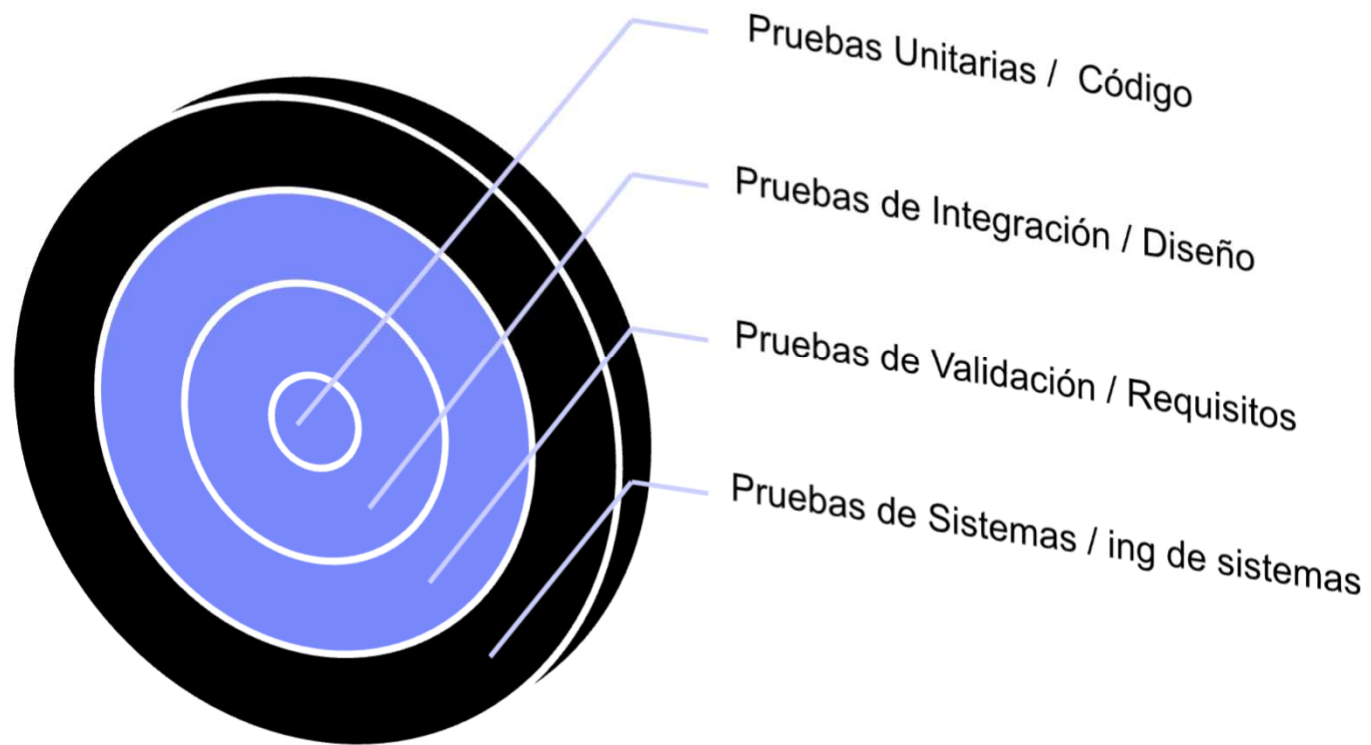 Pruebas Unitarias / Código
Pruebas de Integración / Diseño
Pruebas de Validación / Requisitos
Pruebas de Sistemas / ing de sistemas